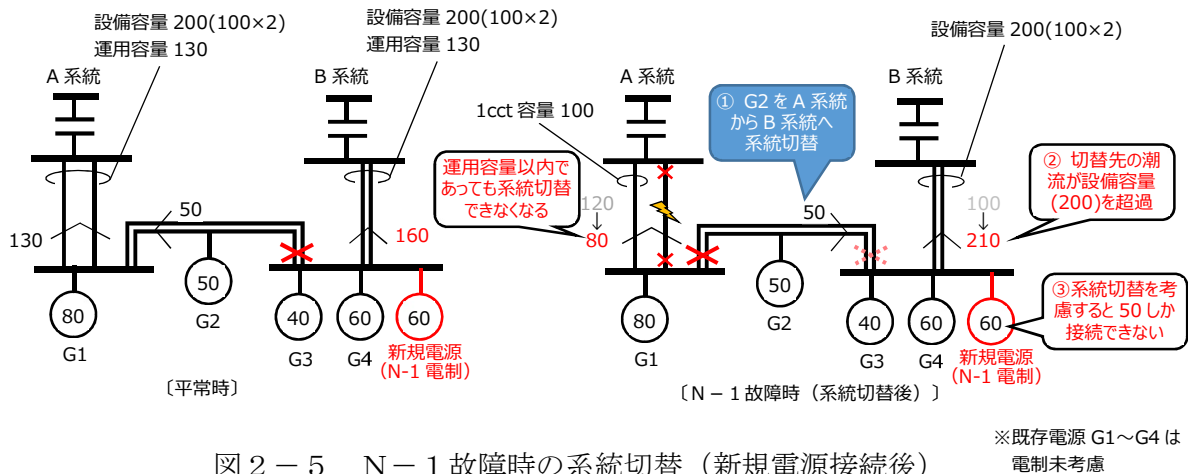 設備容量 200(100×2)
運用容量 130
A 系統
130
50
50
G2
80
G1
〔平常時〕
設備容量 200(100×2)
運用容量 130
B 系統
160
40
G3
60
G4
60
新規電源
(N-1 電制)
A 系統
1cct 容量 100
運用容量以内で
あっても系統切替
できなくなる
120
↓
80
① G2 を A 系統
から B 系統へ
系統切替
50
50
G2
80
G1
〔N－1 故障時（系統切替後）〕
設備容量 200(100×2)
B 系統
100
↓
210
② 切替先の潮
流が設備容量
(200)を超過
③系統切替を考
慮すると 50 しか
接続できない
40
G3
60
G4
60
新規電源
(N-1 電制)
※既存電源 G1～G4 は
電制未考慮
図２－５　Ｎ－１故障時の系統切替（新規電源接続後）